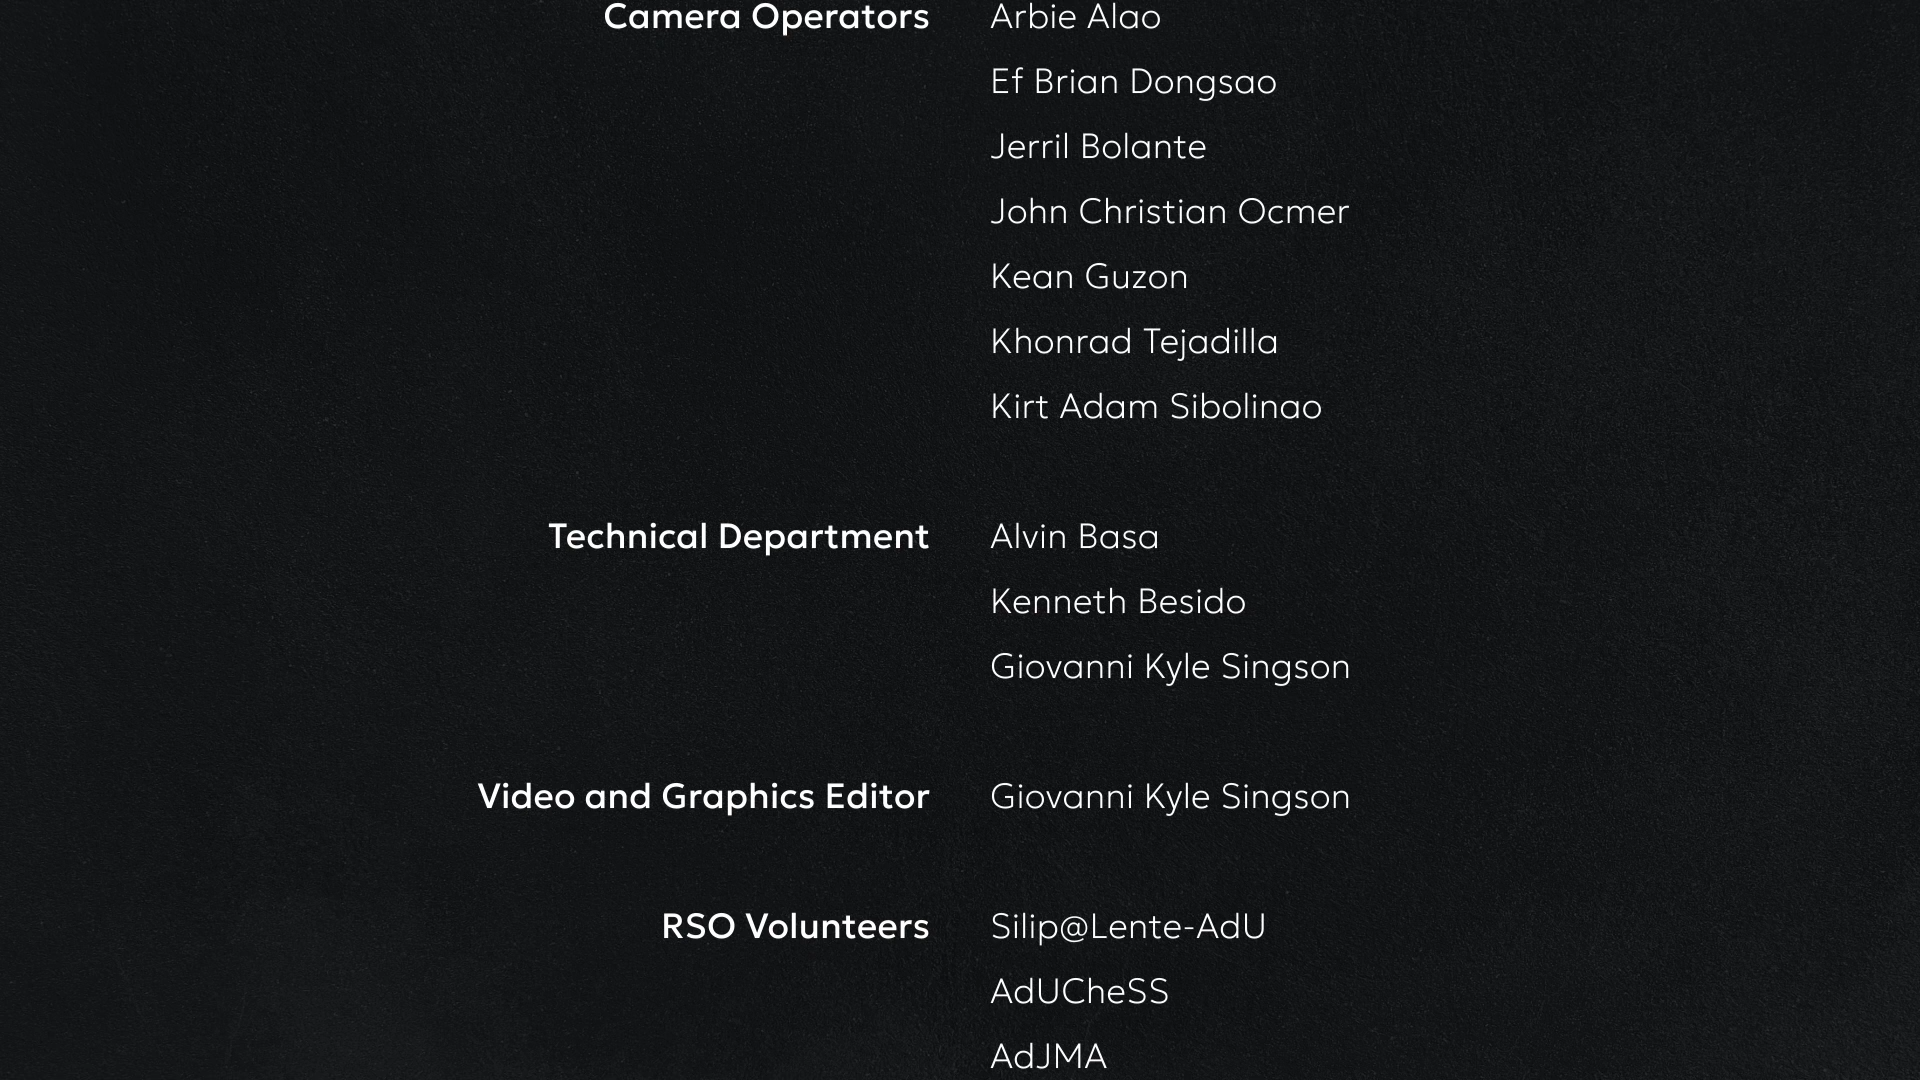 Camera Operators Arbie Alao
Ef Brian Dongsao
Jerril Bolante
John Christian Ocmer
Kean Guzon
Khonrad Tejadilla
Kirt Adam Sibolinao
Technical Department Alvin Basa
Kenneth Besido
Giovanni Kyle Singson
Video and Graphics Editor Giovanni Kyle Singson
RSO Volunteers Silip@Lente-AdU
AdUCheSS
AdJMA